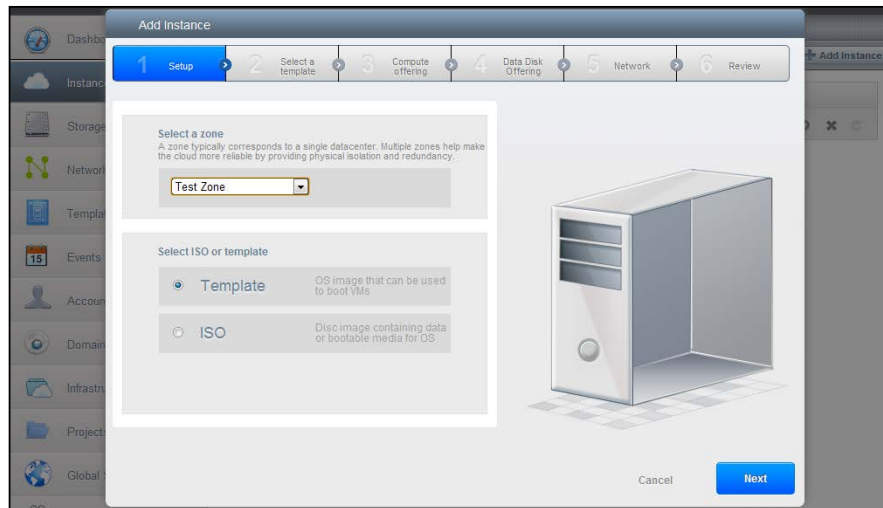 Add Instance
1 Setup
2 Select a template
3 Compute offering
4 Data Disk Offering
5 Network
6 Review
Dashbo
Instanc
Storage
Network
Templa
15
Events
Accoun
Domain
Infrastru
Project
Global
Add Instance
Select a zone
A zone typically corresponds to a single datacenter. Multiple zones help make
the cloud more reliable by providing physical isolation and redundancy.
Test Zone
Select ISO or template
Template
OS image that can be used
to boot VMs
ISO
Disc image containing data
or bootable media for OS
Cancel
Next